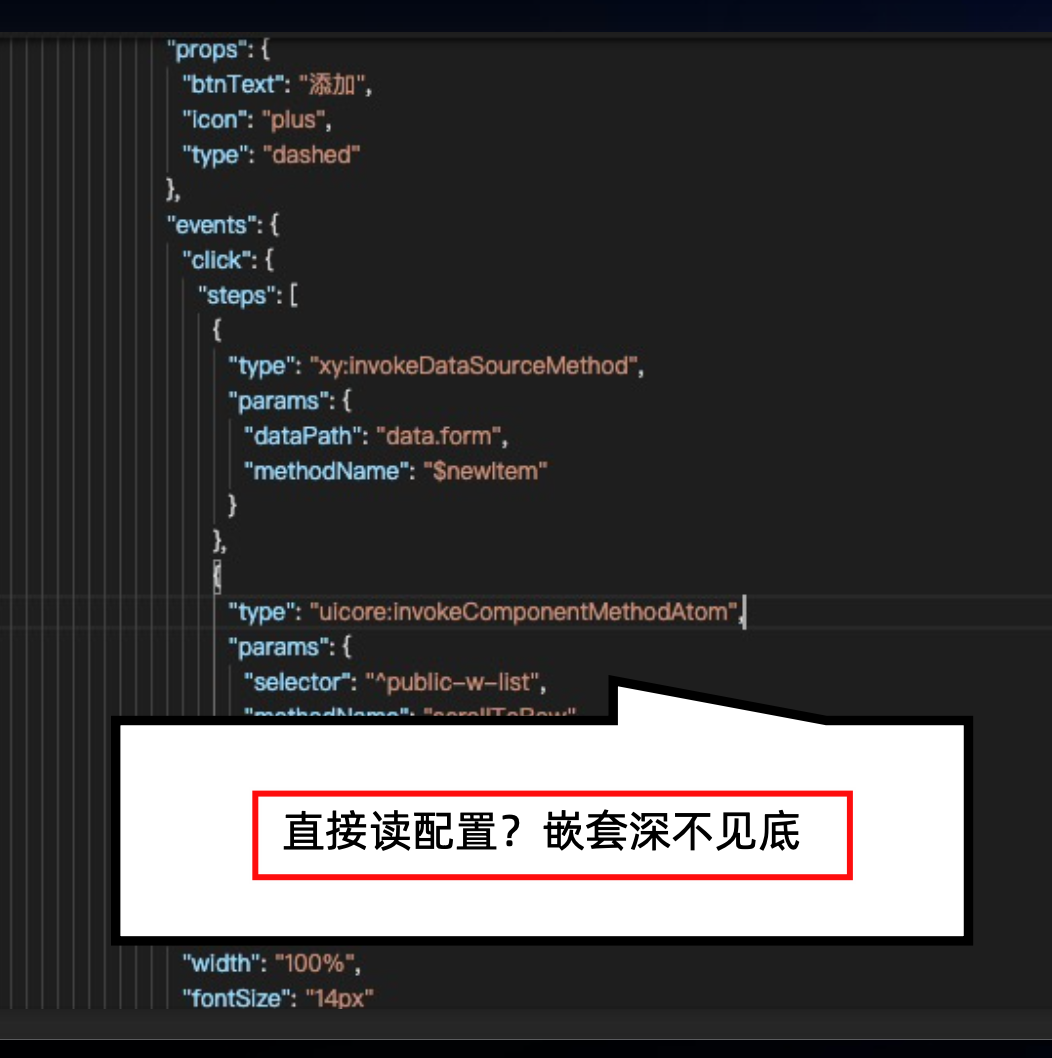 "props": {
"btnText": "添加",
"icon": "plus",
"type": "dashed"
},
"events": {
"click": {
"steps": [
{
"type": "xy:invokeDataSourceMethod",
"params": {
"dataPath": "data.form",
"methodName": "$newItem"
}
},
{
"type": "uicore:invokeComponentMethodAtom",
"params": {
"selector": "^public-w-list",
"methodName": "scrollToRow"
直接读配置？嵌套深不见底
"width": "100%",
"fontSize": "14px"